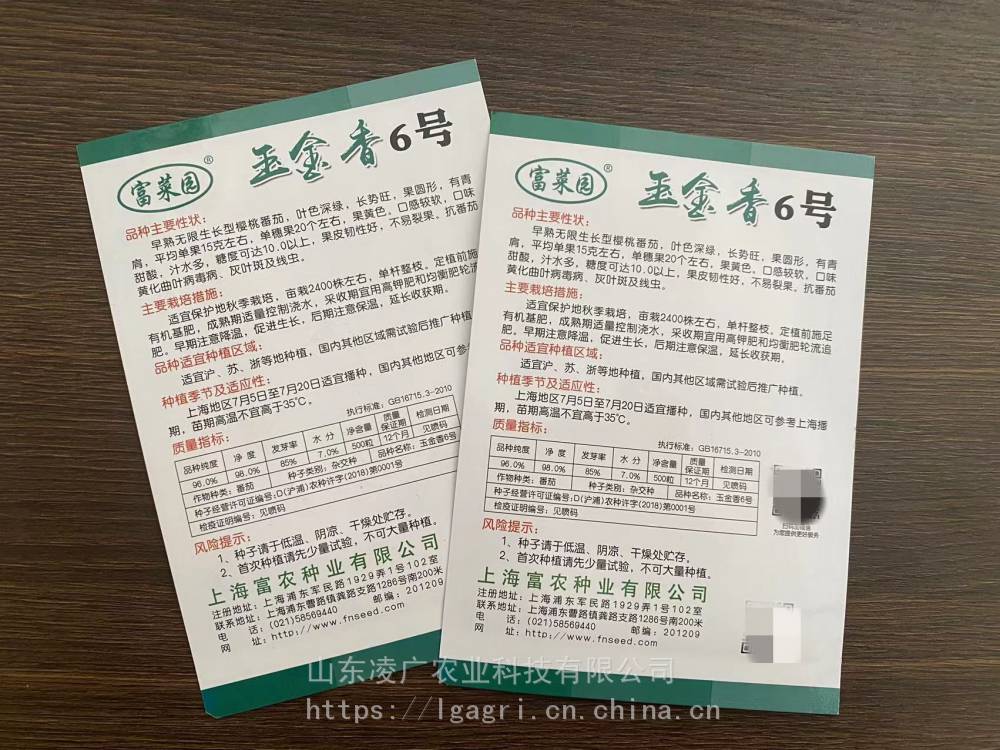 富菜园®
玉金香6号
品种主要性状：
早熟无限生长型樱桃番茄，叶色深绿，长势旺，果圆形，有青
肩，平均单果15克左右，单穗果20个左右，果黄色。口感较软，口味
甜酸，汁水多，糖度可达10.0以上，果皮韧性好，不易裂果。抗番茄
黄化曲叶病毒病、灰叶斑及线虫。
主要栽培措施：
适宜保护地秋季栽培，亩栽2400株左右，单杆整枝。定植前施足
有机基肥，成熟期适量控制浇水，采收期宜用高钾肥和均衡肥轮流追
肥。早期注意降温，促进生长，后期注意保温，延长收获期。
品种适宜种植区域：
适宜沪、苏、浙等地种植，国内其他区域需试验后推广种植
种植季节及适应性：
上海地区7月5日至7月20日适宜播种，国内其他地区可参考
期，苗期高温不宜高于35℃。
质量指标：
执行标准：GB16715.3-2010
品种纯度 净 度 发芽率 水 分 净含量 质量保证期 检测日期
96.0% 98.0% 85% 7.0% 500粒 12个月 见喷码
作物种类：番茄 种子类别：杂交种 品种名称：玉金香6号
种子经营许可证编号：D(沪浦)农种许字(2018)第0001号
检疫证明编号：见喷码
风险提示：
1、种子请于低温、阴凉、干燥处贮存。
2、首次种植请先少量试验，不可大量种植。
上海富农种业有限公司
注册地址：上海浦东军民路1929弄1号102室
联系地址：上海浦东曹路镇龚路支路1286号南200米
电 话：(021)58569440 邮编：201209
网 址：http://www.fnseed.com
富菜园®
玉金香6号
品种主要性状：
早熟无限生长型樱桃番茄，叶色深绿，长势旺，果圆形，有青
肩，平均单果15克左右，单穗果20个左右，果黄色。口感较软，口味
甜酸，汁水多，糖度可达10.0以上，果皮韧性好，不易裂果。抗番茄
黄化曲叶病毒病、灰叶斑及线虫。
主要栽培措施：
适宜保护地秋季栽培，亩栽2400株左右，单杆整枝。定植前施足
有机基肥，成熟期适量控制浇水，采收期宜用高钾肥和均衡肥轮流追
肥。早期注意降温，促进生长，后期注意保温，延长收获期。
品种适宜种植区域：
适宜沪、苏、浙等地种植，国内其他区域需试验后推广种植。
种植季节及适应性：
上海地区7月5日至7月20日适宜播种，国内其他地区可参考上海播
期，苗期高温不宜高于35℃。
质量指标：
执行标准：GB16715.3-2010
品种纯度 净 度 发芽率 水 分 净含量 质量保证期 检测日期
96.0% 98.0% 85% 7.0% 500粒 12个月 见喷码
作物种类：番茄 种子类别：杂交种 品种名称：玉金香6号
种子经营许可证编号：D(沪浦)农种许字(2018)第0001号
检疫证明编号：见喷码
为您提供更好服务
风险提示：
1、种子请于低温、阴凉、干燥处贮存。
2、首次种植请先少量试验，不可大量种植。
上海富农种业有限公司
注册地址：上海浦东军民路1929弄1号102室
联系地址：上海浦东曹路镇龚路支路1286号南200米
电 话：(021)58569440 邮编：201209
网 址：http://www.fnseed.com
山东凌广农业科技有限公司
https://lgagri.cn.china.cn